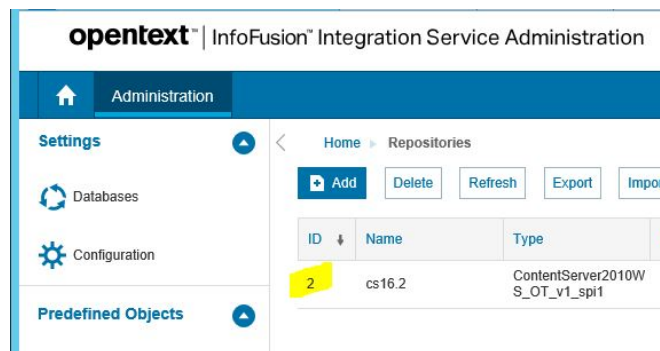 opentext™ | InfoFusion™ Integration Service Administration
Administration
Settings
Databases
Configuration
Predefined Objects
Home Repositories
Add Delete Refresh Export Impo
ID Name Type
2 cs16.2 ContentServer2010W
S_OT_v1_spi1